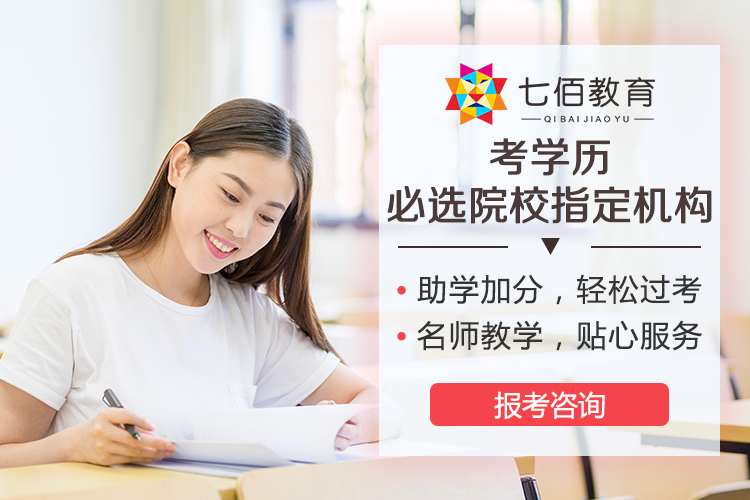 七佰教育
QI BAI JIAO YU
考学历
必选院校指定机构
• 助学加分，轻松过考
• 名师教学，贴心服务
报考咨询